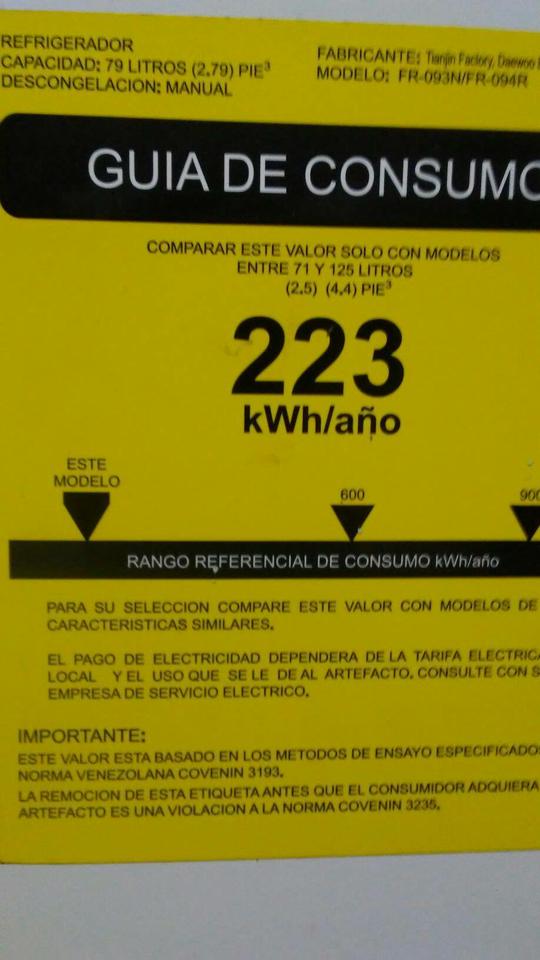 REFRIGERADOR
CAPACIDAD: 79 LITROS (2.79) PIE³
DESCONGELACION: MANUAL
FABRICANTE: Tianjin Factory, Daewoo
MODELO: FR-093N/FR-094R
GUIA DE CONSUMO
COMPARAR ESTE VALOR SOLO CON MODELOS
ENTRE 71 Y 125 LITROS
(2.5) (4.4) PIE³
223
kWh/año
ESTE
MODELO
600
900
RANGO REFERENCIAL DE CONSUMO kWh/año
PARA SU SELECCION COMPARE ESTE VALOR CON MODELOS DE
CARACTERISTICAS SIMILARES.
EL PAGO DE ELECTRICIDAD DEPENDERA DE LA TARIFA ELECTRICA
LOCAL Y EL USO QUE SE LE DE AL ARTEFACTO. CONSULTE CON S
EMPRESA DE SERVICIO ELECTRICO.
IMPORTANTE:
ESTE VALOR ESTA BASADO EN LOS METODOS DE ENSAYO ESPECIFICADO
NORMA VENEZOLANA COVENIN 3193.
LA REMOCION DE ESTA ETIQUETA ANTES QUE EL CONSUMIDOR ADQUIERA
ARTEFACTO ES UNA VIOLACION A LA NORMA COVENIN 3235.